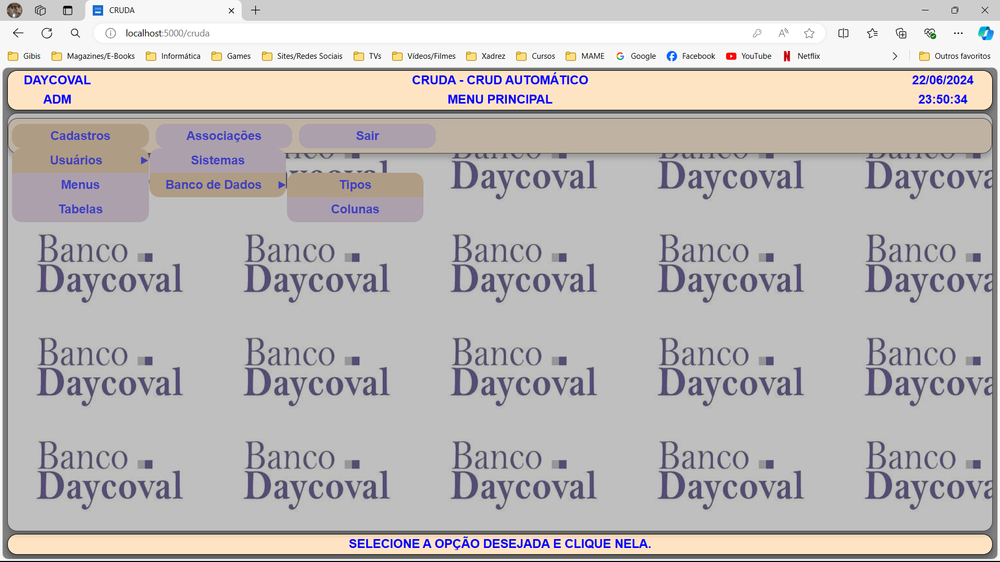 CRUDA
localhost:5000/cruda
Gibis Magazines/E-Books Informática Games Sites/Redes Sociais TVs Vídeos/Filmes Xadrez Cursos MAME Google Facebook YouTube Netflix Outros favoritos
DAYCOVAL CRUDA - CRUD AUTOMÁTICO 22/06/2024
ADM MENU PRINCIPAL 23:50:34
Cadastros Associações Sair
Usuários Sistemas
Menus Banco de Dados Tipos
Tabelas Colunas
Daycoval Daycoval Daycova
Banco Banco Banco Banco Banco
Daycoval Daycoval Daycoval Daycoval Daycova
Banco Banco Banco Banco Banco
Daycoval Daycoval Daycoval Daycoval Daycova
Banco Banco Banco Banco Banco
Daycoval Daycoval Daycoval Daycoval Daycova
SELECIONE A OPÇÃO DESEJADA E CLIQUE NELA.